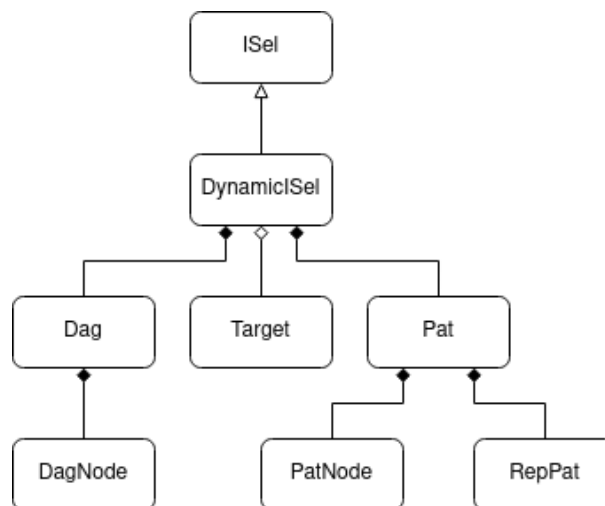 ISel
DynamicISel
Dag
Target
Pat
DagNode
PatNode
RepPat